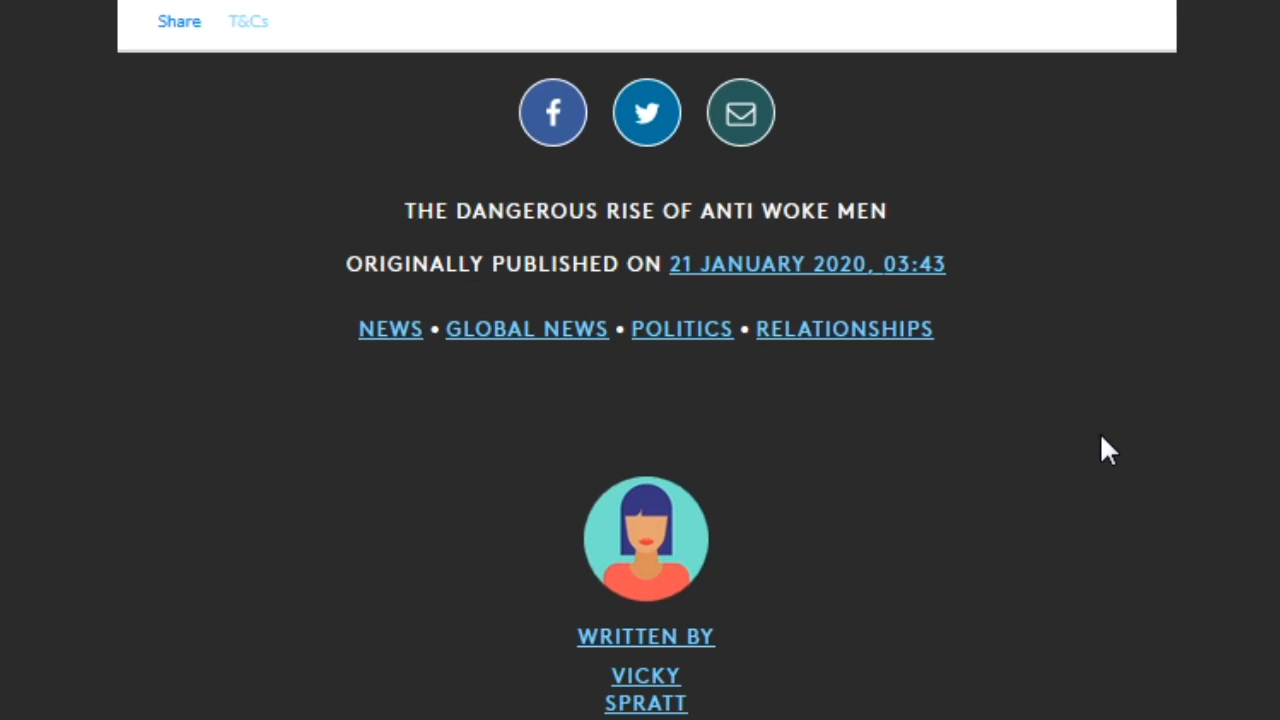 Share T&Cs
THE DANGEROUS RISE OF ANTI WOKE MEN
ORIGINALLY PUBLISHED ON 21 JANUARY 2020, 03:43
NEWS • GLOBAL NEWS • POLITICS • RELATIONSHIPS
WRITTEN BY
VICKY
SPRATT